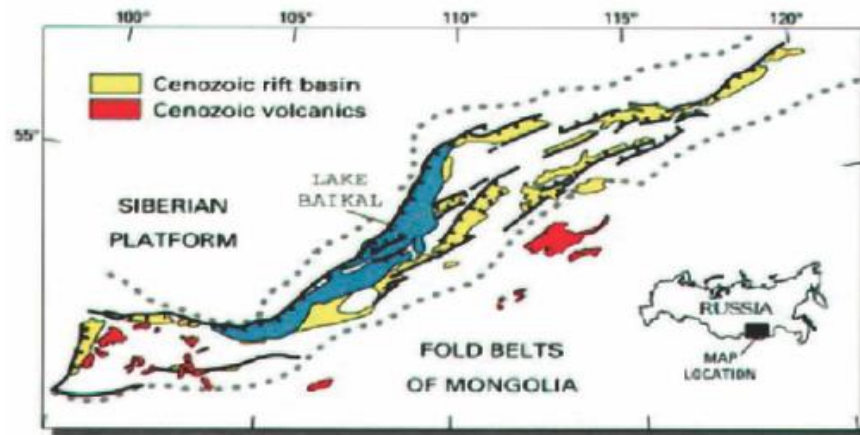 100°
105°
110°
115°
120°
Cenozoic rift basin
Cenozoic volcanics
55°
LAKE
BAIKAL
SIBERIAN
PLATFORM
RUSSIA
MAP
LOCATION
FOLD BELTS
OF MONGOLIA